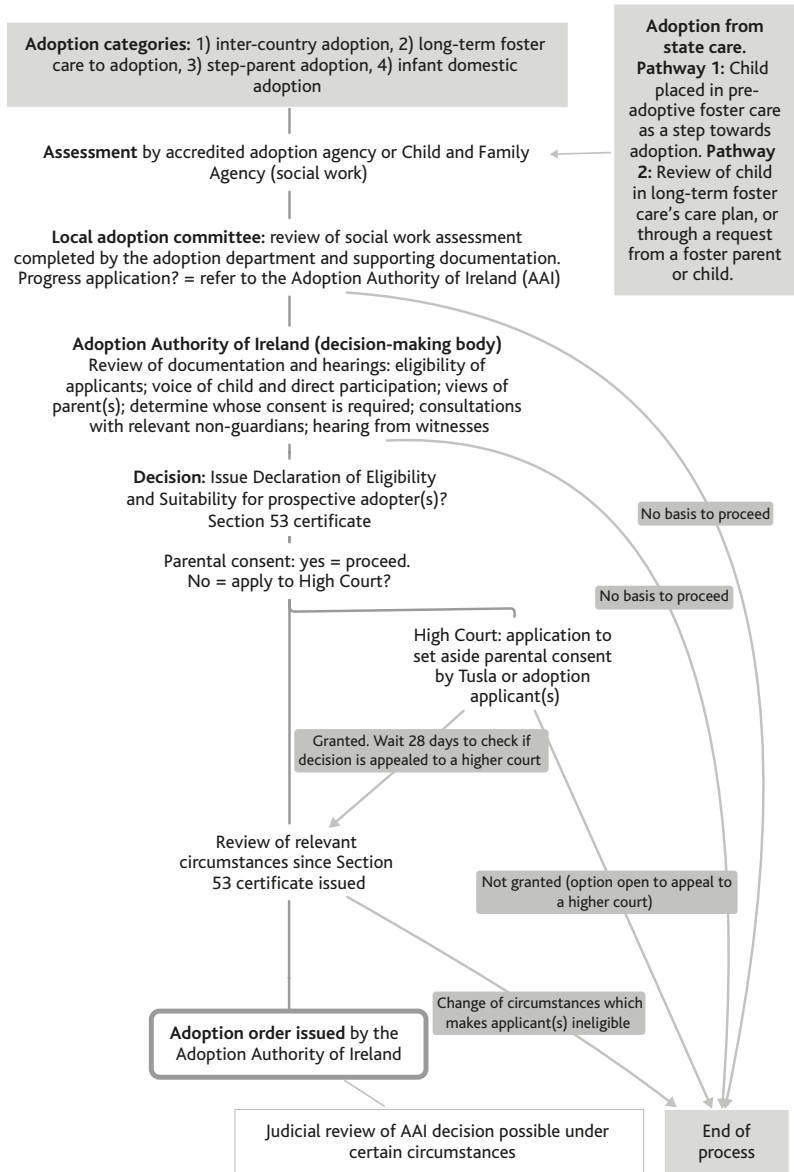 Adoption categories: 1) inter-country adoption, 2) long-term foster
care to adoption, 3) step-parent adoption, 4) infant domestic
adoption
Adoption from
state care.
Pathway 1: Child
placed in pre-
adoptive foster care
as a step towards
adoption. Pathway
2: Review of child
in long-term foster
care's care plan, or
through a request
from a foster parent
or child.
Assessment by accredited adoption agency or Child and Family
Agency (social work)
Local adoption committee: review of social work assessment
completed by the adoption department and supporting documentation.
Progress application? = refer to the Adoption Authority of Ireland (AAI)
Adoption Authority of Ireland (decision-making body)
Review of documentation and hearings: eligibility of
applicants; voice of child and direct participation; views of
parent(s); determine whose consent is required; consultations
with relevant non-guardians; hearing from witnesses
Decision: Issue Declaration of Eligibility
and Suitability for prospective adopter(s)?
Section 53 certificate
No basis to proceed
Parental consent: yes = proceed.
No = apply to High Court?
No basis to proceed
High Court: application to
set aside parental consent
by Tusla or adoption
applicant(s)
Granted. Wait 28 days to check if
decision is appealed to a higher court
Review of relevant
circumstances since Section
53 certificate issued
Not granted (option open to appeal to
a higher court)
Change of circumstances which
makes applicant(s) ineligible
Adoption order issued by the
Adoption Authority of Ireland
Judicial review of AAI decision possible under
certain circumstances
End of
process